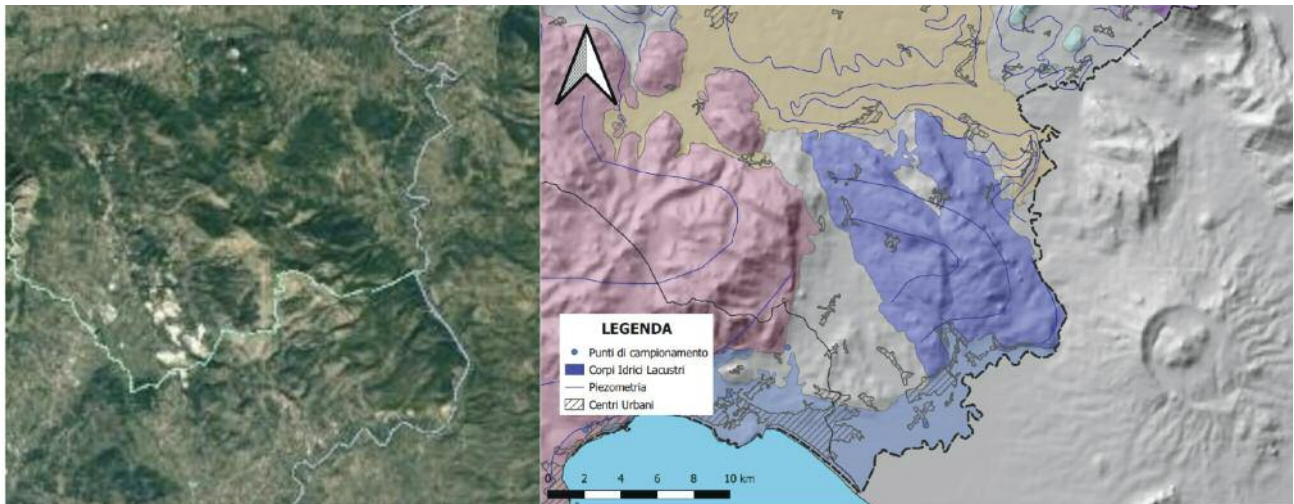 LEGENDA
Punti di campionamento
Corpi Idrici Lacustri
Piezometria
Centri Urbani
0 2 4 6 8 10 km